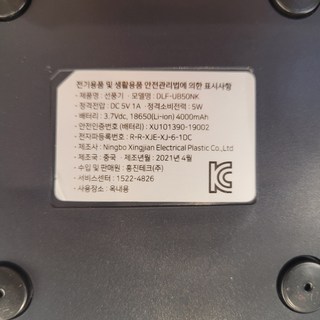 전기용품 및 생활용품 안전관리법에 의한 표시사항
- 제품명 : 선풍기 - 모델명 : DLF-UB50NK
- 정격전압 : DC 5V 1A - 정격소비전력 : 5W
- 배터리 : 3.7Vdc, 18650(Li-ion) 4000mAh
- 안전인증번호 (배터리) : XU101390-19002
- 전자파등록번호 : R-R-XJE-XJ-6-1DC
- 제조사 : Ningbo Xingjian Electrical Plastic Co.,Ltd
- 제조국 : 중국 - 제조년월 : 2021년 4월
- 수입 및 판매원 : 홍진테크(주)
- 서비스센터 : 1522-4826
- 사용장소 : 옥내용